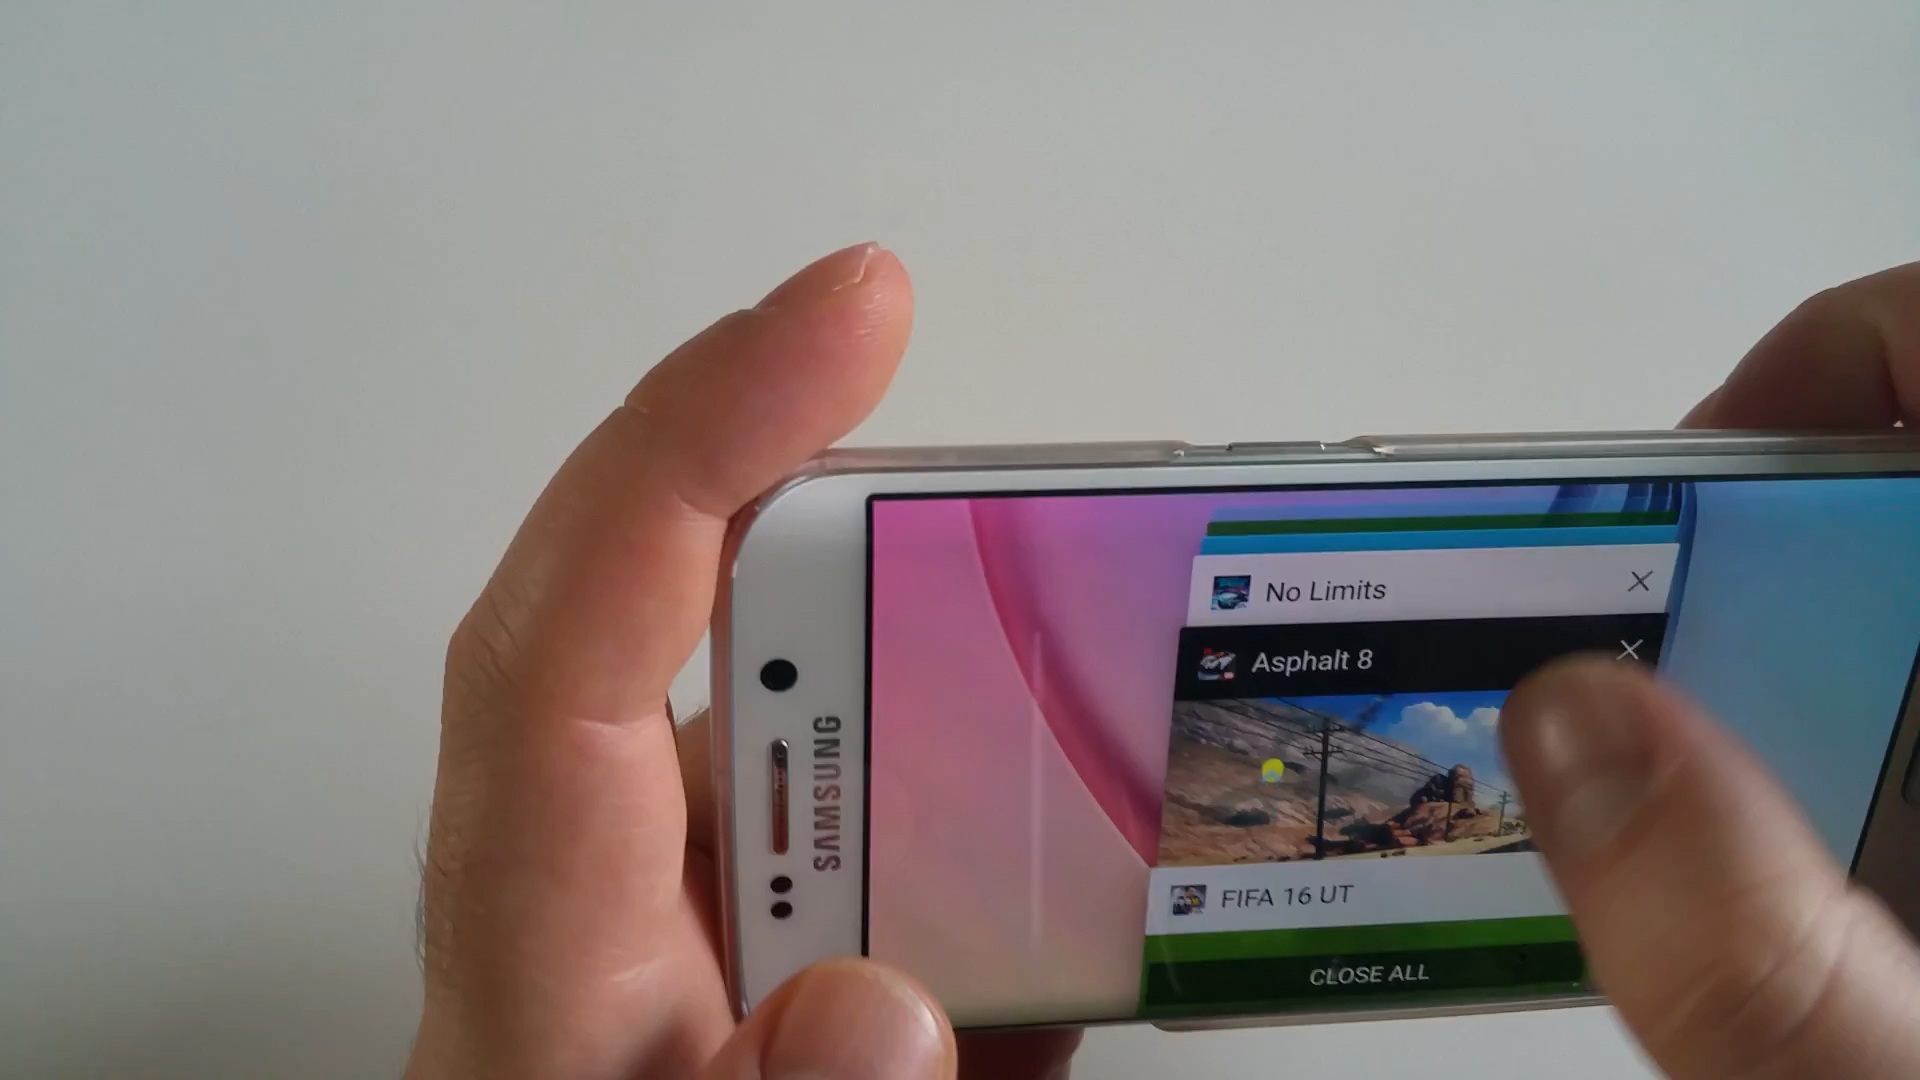 SAMSUNG
No Limits
Asphalt 8
FIFA 16 UT
CLOSE ALL